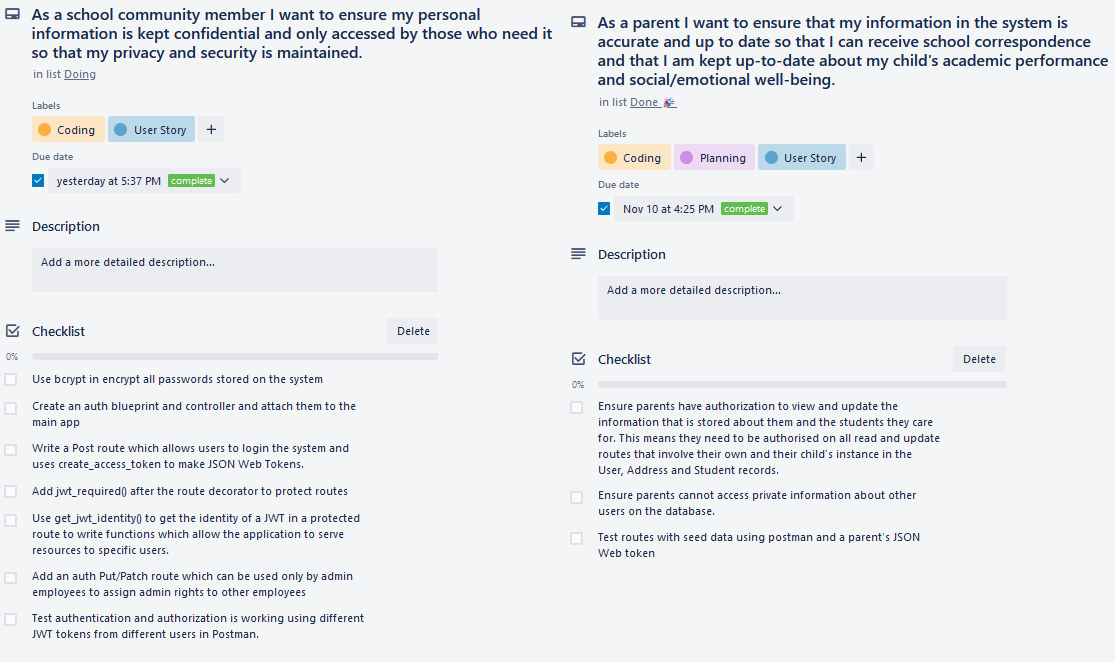 As a school community member I want to ensure my personal
information is kept confidential and only accessed by those who need it
so that my privacy and security is maintained.
in list Doing
Labels
Coding
User Story
+
Due date
yesterday at 5:37 PM complete
Description
Add a more detailed description...
Checklist
Delete
0%
Use bcrypt in encrypt all passwords stored on the system
Create an auth blueprint and controller and attach them to the
main app
Write a Post route which allows users to login the system and
uses create_access_token to make JSON Web Tokens.
Add jwt_required() after the route decorator to protect routes
Use get_jwt_identity() to get the identity of a JWT in a protected
route to write functions which allow the application to serve
resources to specific users.
Add an auth Put/Patch route which can be used only by admin
employees to assign admin rights to other employees
Test authentication and authorization is working using different
JWT tokens from different users in Postman.
As a parent I want to ensure that my information in the system is
accurate and up to date so that I can receive school correspondence
and that I am kept up-to-date about my child's academic performance
and social/emotional well-being.
in list Done 🎉
Labels
Coding
Planning
User Story
+
Due date
Nov 10 at 4:25 PM complete
Description
Add a more detailed description...
Checklist
Delete
0%
Ensure parents have authorization to view and update the
information that is stored about them and the students they care
for. This means they need to be authorised on all read and update
routes that involve their own and their child's instance in the
User, Address and Student records.
Ensure parents cannot access private information about other
users on the database.
Test routes with seed data using postman and a parent's JSON
Web token